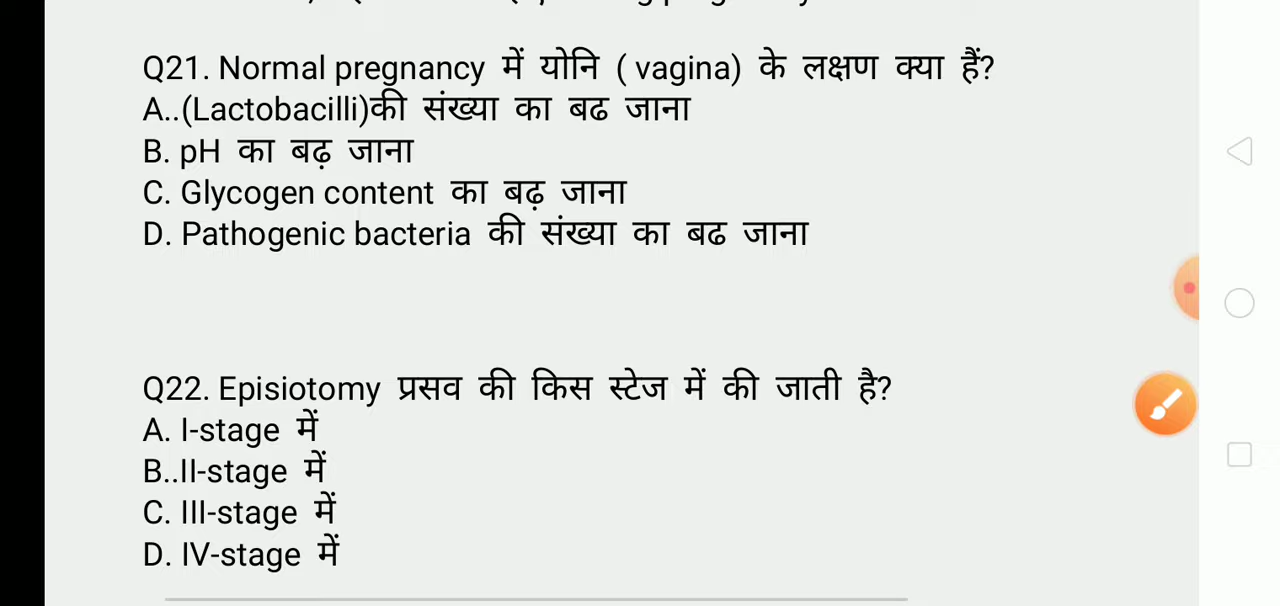 Q21. Normal pregnancy में योनि ( vagina) के लक्षण क्या हैं?
A..(Lactobacilli)की संख्या का बढ जाना
B. pH का बढ़ जाना
C. Glycogen content का बढ़ जाना
D. Pathogenic bacteria की संख्या का बढ जाना
Q22. Episiotomy प्रसव की किस स्टेज में की जाती है?
A. I-stage में
B..II-stage में
C. III-stage में
D. IV-stage में